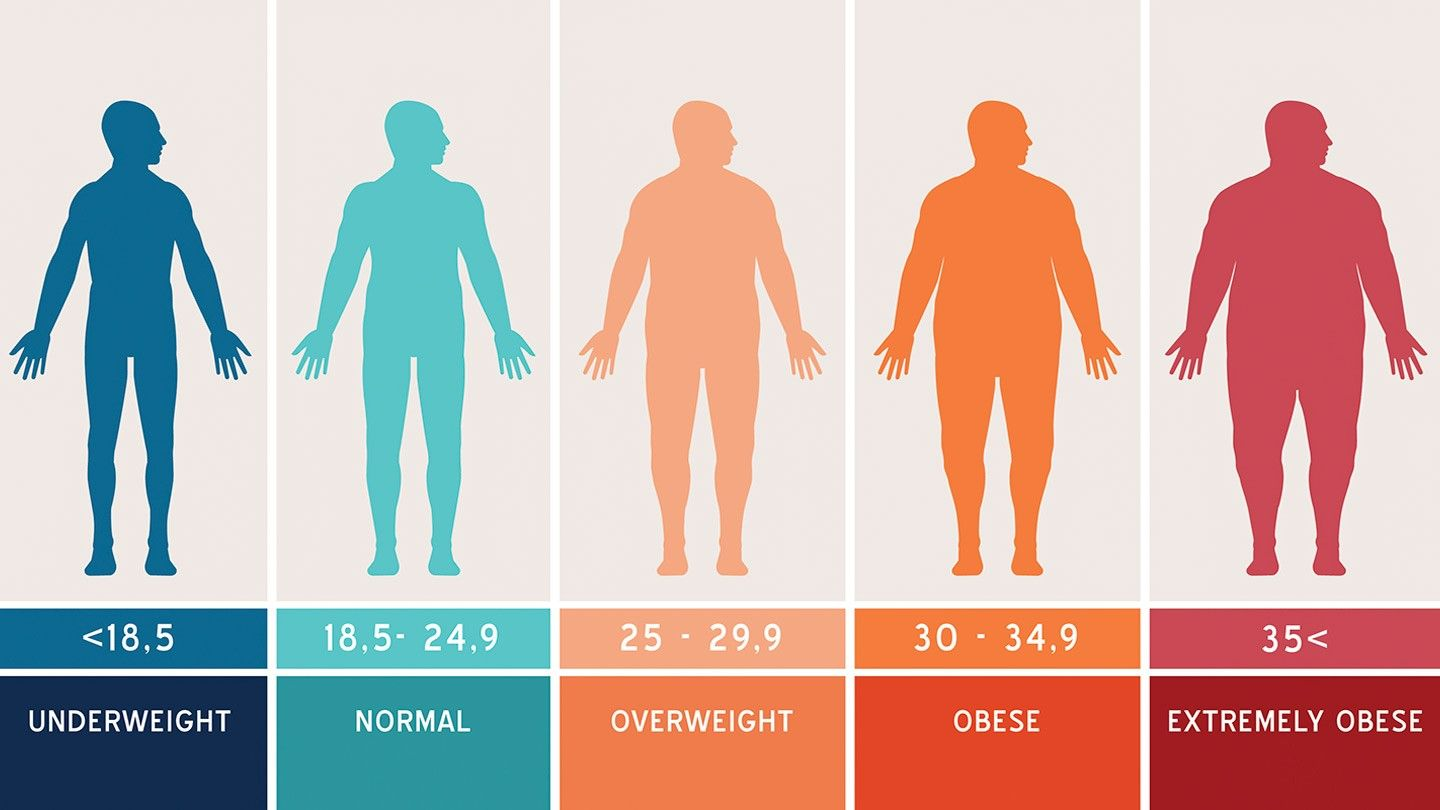 <18,5
18,5- 24,9
25 - 29,9
30 - 34,9
35<
UNDERWEIGHT
NORMAL
OVERWEIGHT
OBESE
EXTREMELY OBESE